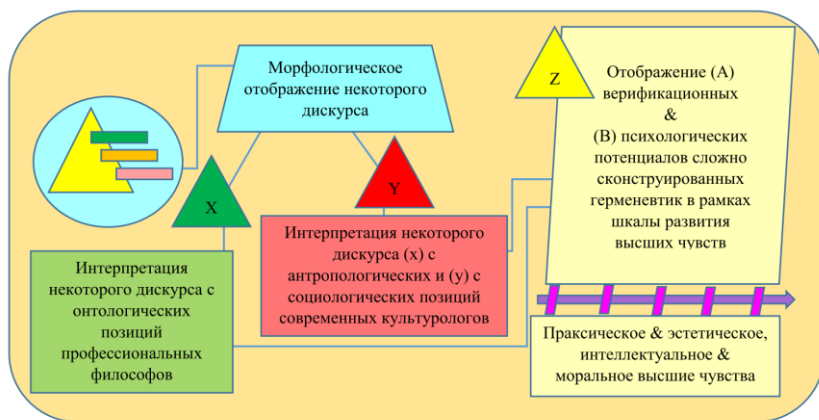 Морфологическое
отображение некоторого
дискурса
Z
Отображение (А)
верификационных
&
(В) психологических
потенциалов сложно
сконструированных
герменевтик в рамках
шкалы развития
высших чувств
X
Y
Интерпретация
некоторого дискурса с
онтологических
позиций
профессиональных
философов
Интерпретация некоторого
дискурса (х) с
антропологических и (у) с
социологических позиций
современных культурологов
Праксическое & эстетическое,
интеллектуальное &
моральное высшие чувства